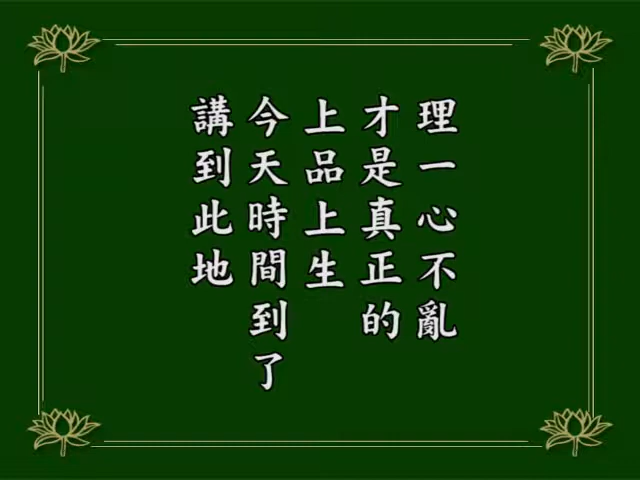 理一心不亂
才是真正的
上品上生
今天時間到了
講到此地